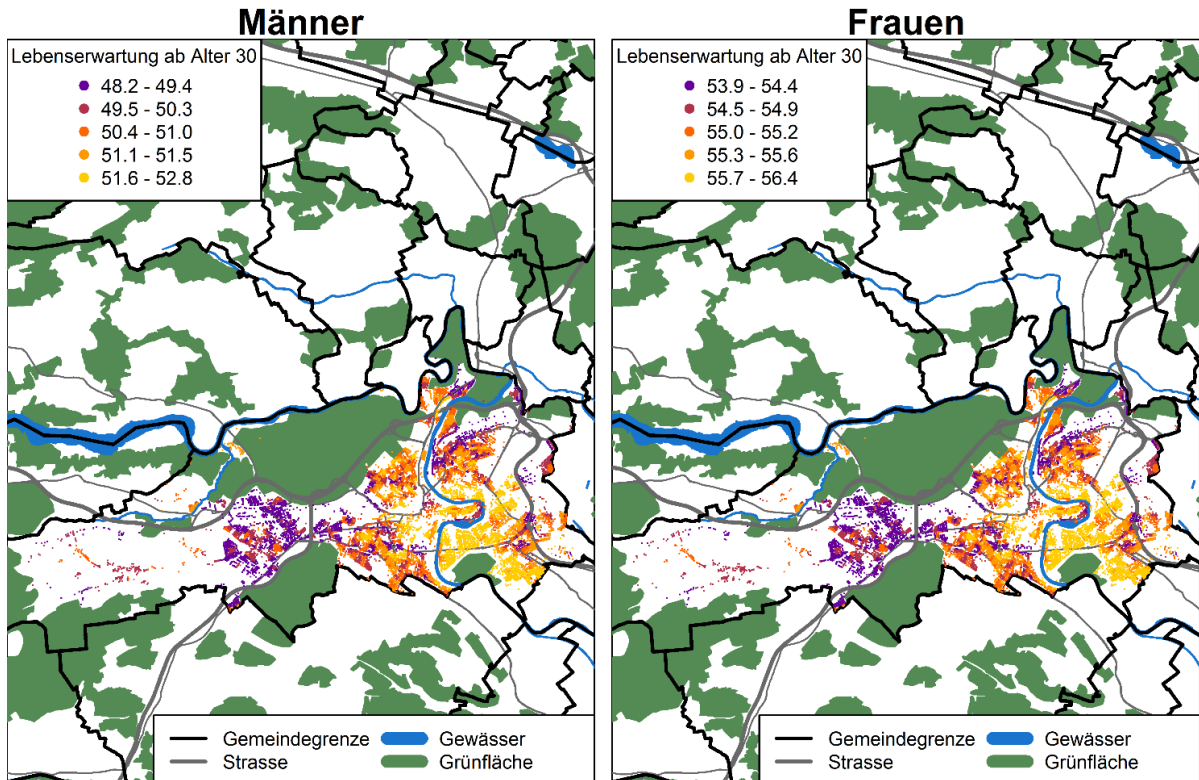 Männer
Lebenserwartung ab Alter 30
48.2 - 49.4
49.5 - 50.3
50.4 - 51.0
51.1 - 51.5
51.6 - 52.8
Gemeindegrenze
Gewässer
Strasse
Grünfläche
Frauen
Lebenserwartung ab Alter 30
53.9 - 54.4
54.5 - 54.9
55.0 - 55.2
55.3 - 55.6
55.7 - 56.4
Gemeindegrenze
Gewässer
Strasse
Grünfläche